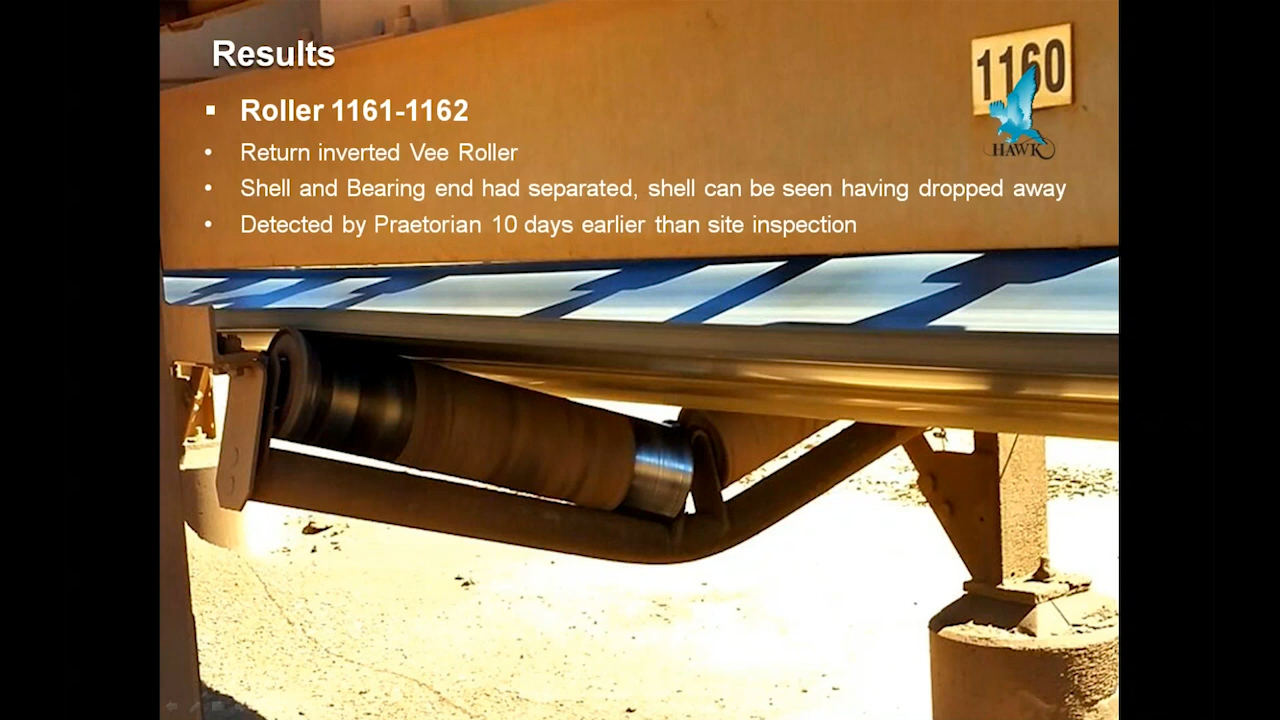 Results
1160
▪ Roller 1161-1162
HAWK
• Return inverted Vee Roller
• Shell and Bearing end had separated, shell can be seen having dropped away
• Detected by Praetorian 10 days earlier than site inspection